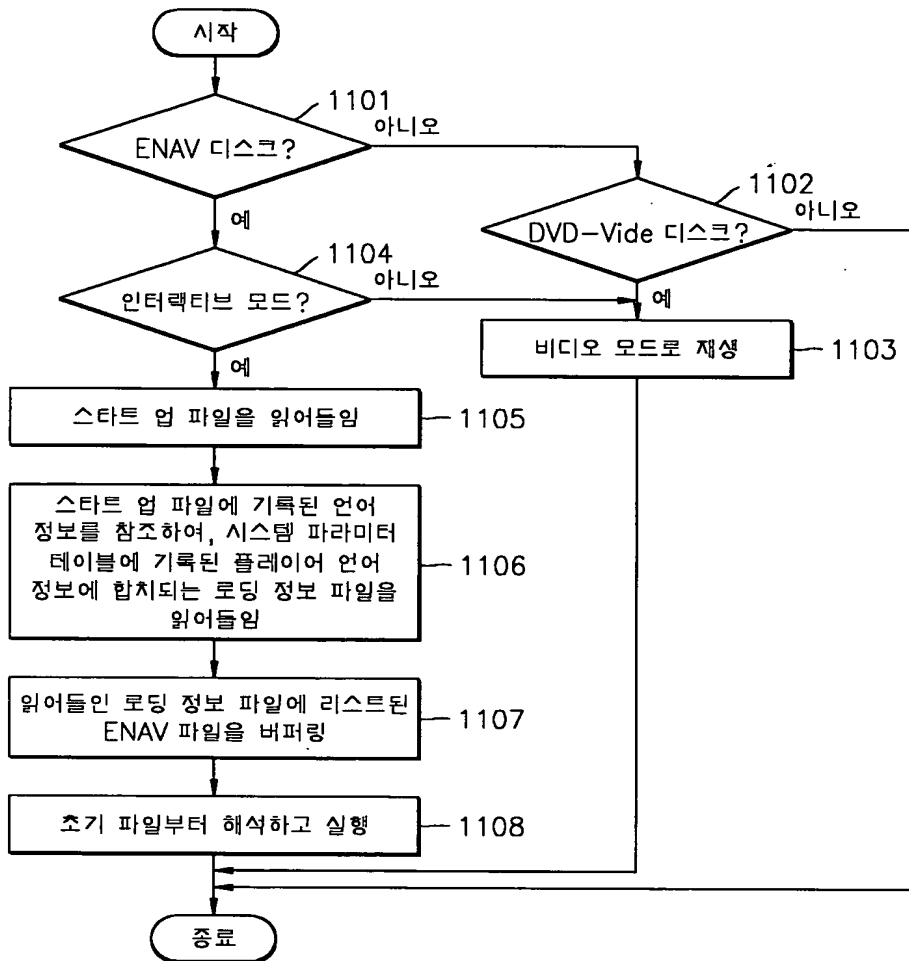 시작
1101
ENAV 디스크?
아니오
예
1102
DVD-Vide 디스크?
아니오
예
1104
인터랙티브 모드?
아니오
예
비디오 모드로 재생
1103
스타트 업 파일을 읽어들임
1105
스타트 업 파일에 기록된 언어
정보를 참조하여, 시스템 파라미터
테이블에 기록된 플레이어 언어
정보에 합치되는 로딩 정보 파일을
읽어들임
1106
읽어들인 로딩 정보 파일에 리스트된
ENAV 파일을 버퍼링
1107
초기 파일부터 해석하고 실행
1108
종료